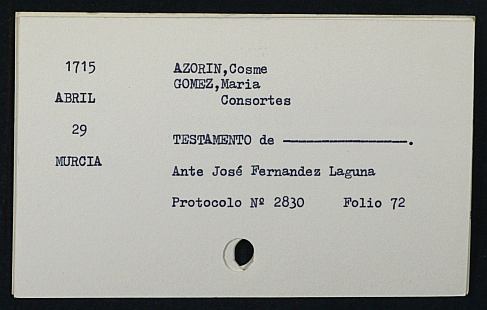 1715
ABRIL
29
MURCIA
AZORIN,Cosme
GOMEZ,Maria
Consortes
TESTAMENTO de ————————.
Ante José Fernandez Laguna
Protocolo Nº 2830 Folio 72